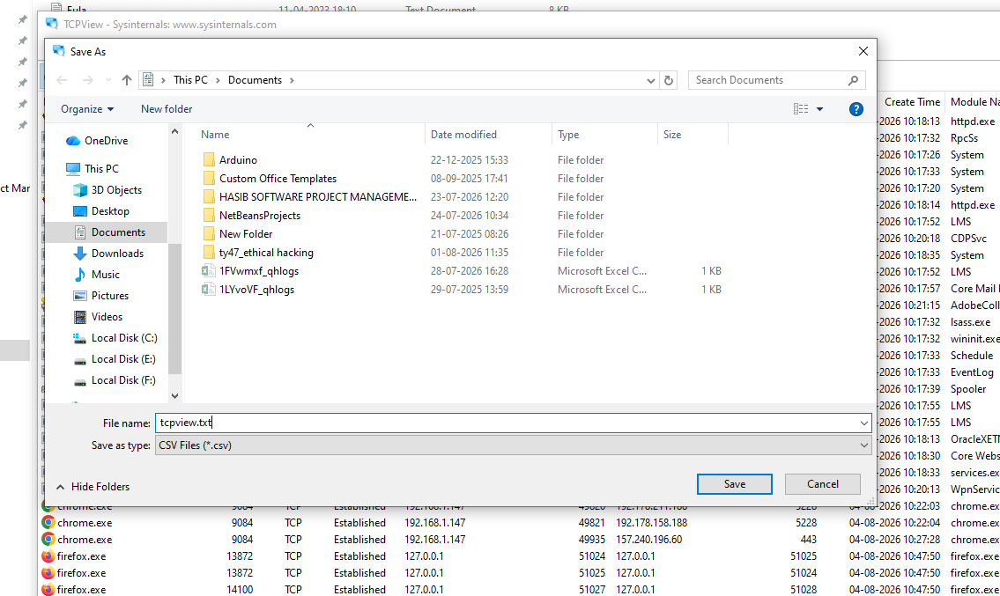 Eula 11-04-2023 18:10 Text Document 8 KB
TCPView - Sysinternals: www.sysinternals.com
Save As
This PC > Documents >
Search Documents
Organize
New folder
Name Date modified Type Size
OneDrive
This PC
3D Objects
Desktop
Documents
Downloads
Music
Pictures
Videos
Local Disk (C:)
Local Disk (E:)
Local Disk (F:)
Arduino 22-12-2025 15:33 File folder
Custom Office Templates 08-09-2025 17:41 File folder
HASIB SOFTWARE PROJECT MANAGEME... 23-07-2026 12:20 File folder
NetBeansProjects 24-07-2026 10:34 File folder
New Folder 21-07-2025 08:26 File folder
ty47_ethical hacking 01-08-2026 11:35 File folder
1FVwmxf_qhlogs 28-07-2026 16:28 Microsoft Excel C... 1 KB
1LYvoVF_qhlogs 29-07-2025 13:59 Microsoft Excel C... 1 KB
File name: tcpview.txt
Save as type: CSV Files (*.csv)
Hide Folders
Save
Cancel
ct Mar
Create Time Module Na
-2026 10:18:13 httpd.exe
-2026 10:17:32 RpcSs
-2026 10:17:26 System
-2026 10:17:33 System
-2026 10:17:20 System
-2026 10:18:14 httpd.exe
-2026 10:17:52 LMS
-2026 10:20:18 CDPSvc
-2026 10:18:35 System
-2026 10:17:52 LMS
-2026 10:17:57 Core Mail
-2026 10:21:15 AdobeColl
-2026 10:17:32 lsass.exe
-2026 10:17:32 wininit.exe
-2026 10:17:33 Schedule
-2026 10:17:33 EventLog
-2026 10:17:39 Spooler
-2026 10:17:55 LMS
-2026 10:17:55 LMS
-2026 10:18:13 OracleXETN
-2026 10:18:30 Core Webs
-2026 10:18:33 services.ex
-2026 10:20:13 WpnServic
chrome.exe 9084 TCP Established 192.168.1.147 49820 5228 04-08-2026 10:22:03 chrome.exe
chrome.exe 9084 TCP Established 192.168.1.147 49821 192.178.158.188 5228 04-08-2026 10:22:04 chrome.exe
chrome.exe 9084 TCP Established 192.168.1.147 49935 157.240.196.60 443 04-08-2026 10:27:28 chrome.exe
firefox.exe 13872 TCP Established 127.0.0.1 51024 127.0.0.1 51025 04-08-2026 10:47:50 firefox.exe
firefox.exe 13872 TCP Established 127.0.0.1 51025 127.0.0.1 51024 04-08-2026 10:47:50 firefox.exe
firefox.exe 14100 TCP Established 127.0.0.1 51027 127.0.0.1 51028 04-08-2026 10:47:50 firefox.exe